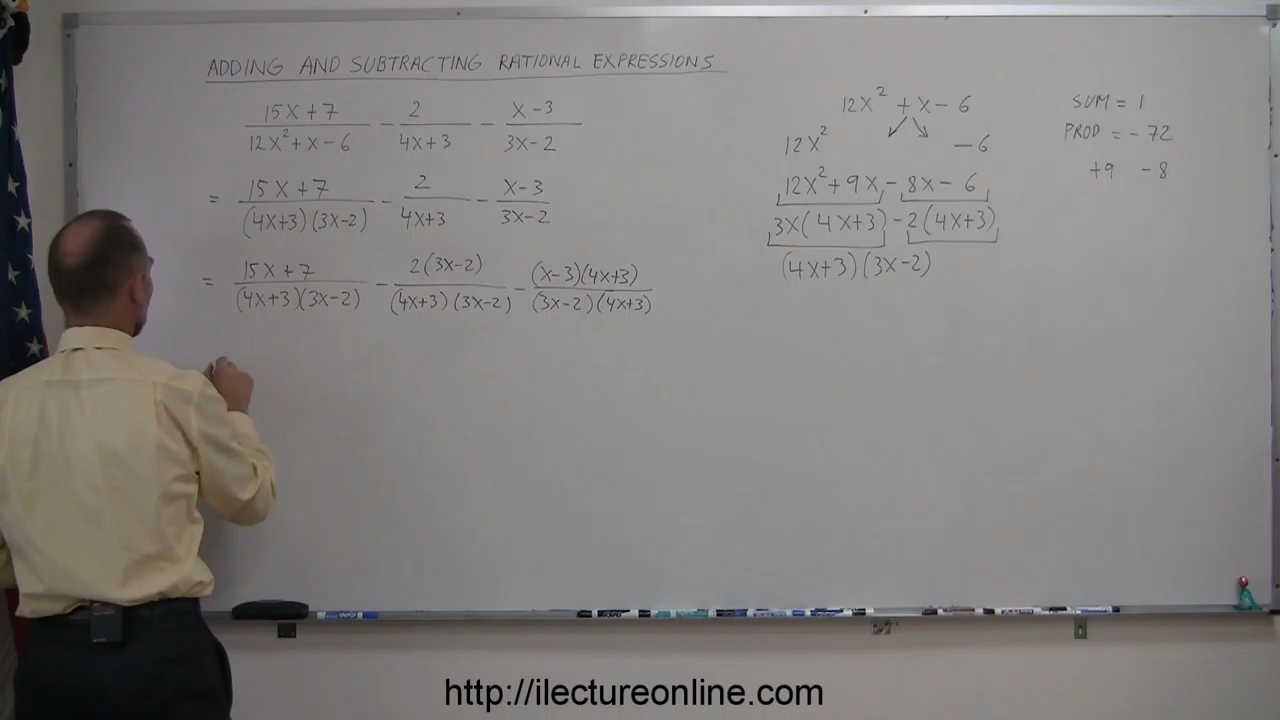 ADDING AND SUBTRACTING RATIONAL EXPRESSIONS
15X + 7 / 12X² + X - 6 - 2 / 4X + 3 - X - 3 / 3X - 2
= 15X + 7 / (4X+3)(3X-2) - 2 / 4X+3 - X-3 / 3X-2
= 15X + 7 / (4X+3)(3X-2) - 2(3X-2) / (4X+3)(3X-2) - (X-3)(4X+3) / (3X-2)(4X+3)
12X² + X - 6
12X² - 6
12X² + 9X - 8X - 6
3X(4X+3) - 2(4X+3)
(4X+3)(3X-2)
SUM = 1
PROD = - 72
+9 - 8
http://ilectureonline.com